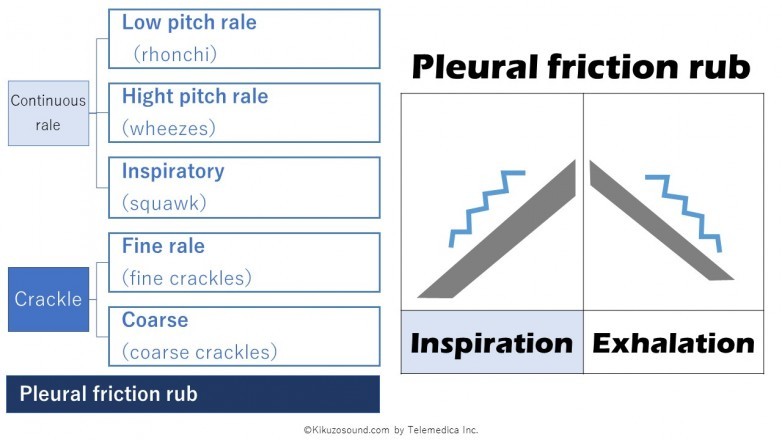 Low pitch rale
(rhonchi)
Continuous
rale
Hight pitch rale
(wheezes)
Inspiratory
(squawk)
Fine rale
(fine crackles)
Crackle
Coarse
(coarse crackles)
Pleural friction rub
Pleural friction rub
Inspiration
Exhalation
©Kikuzosound.com by Telemedica Inc.